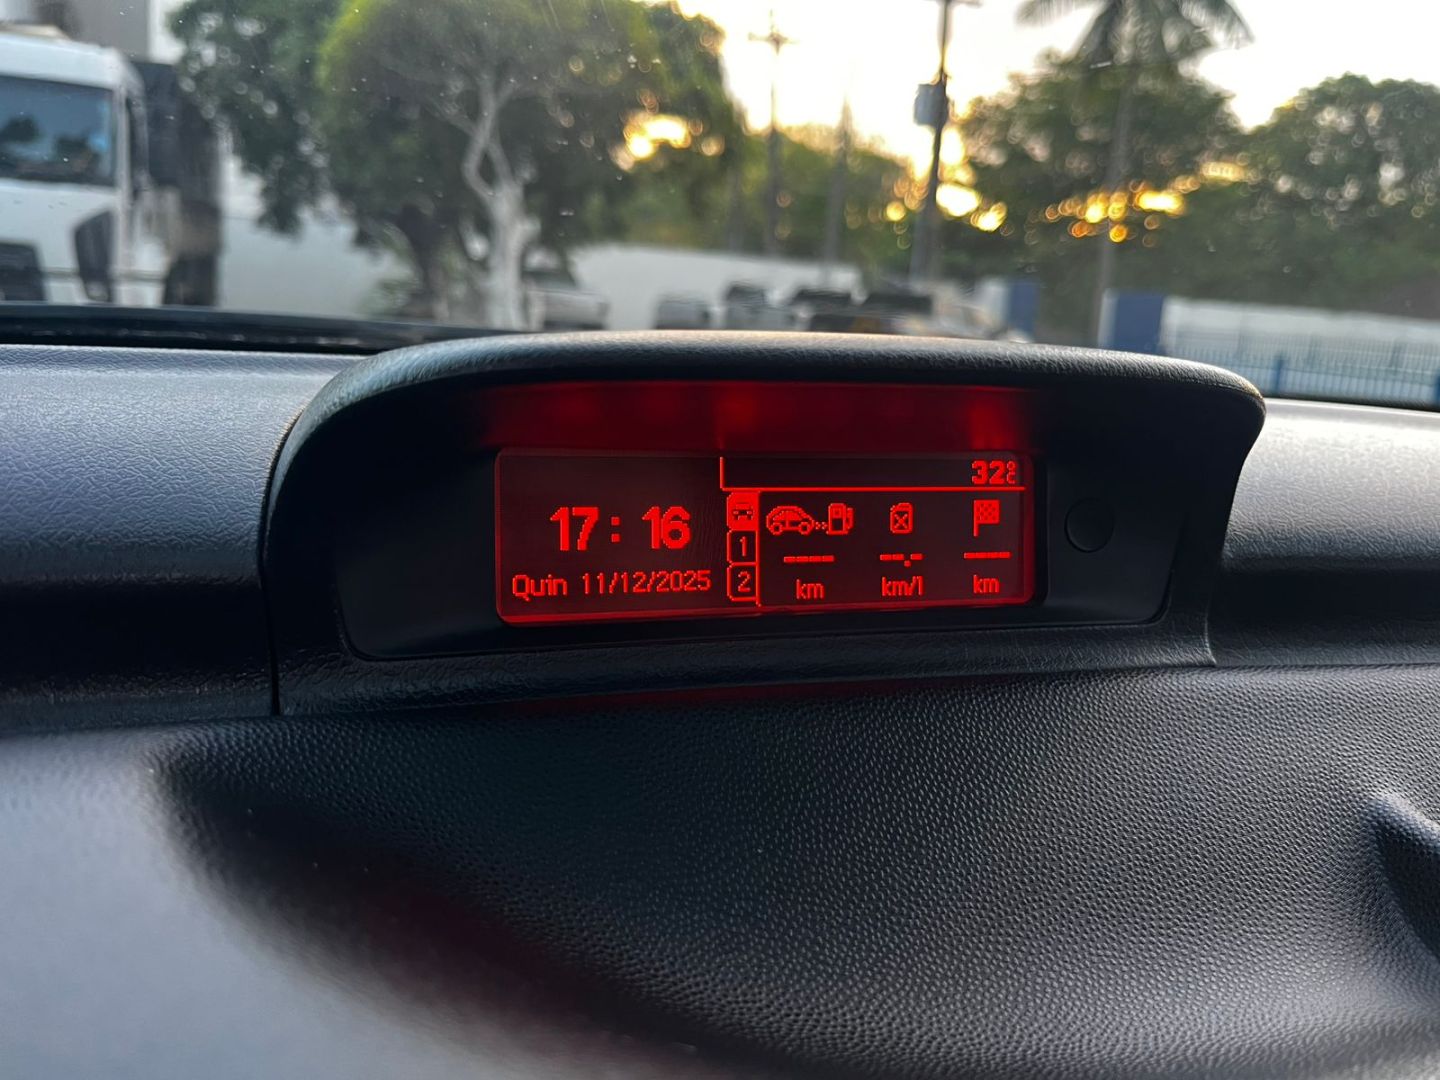 32°C
17:16
Quin 11/12/2025
1
2
---- km
--.- km/l
---- km